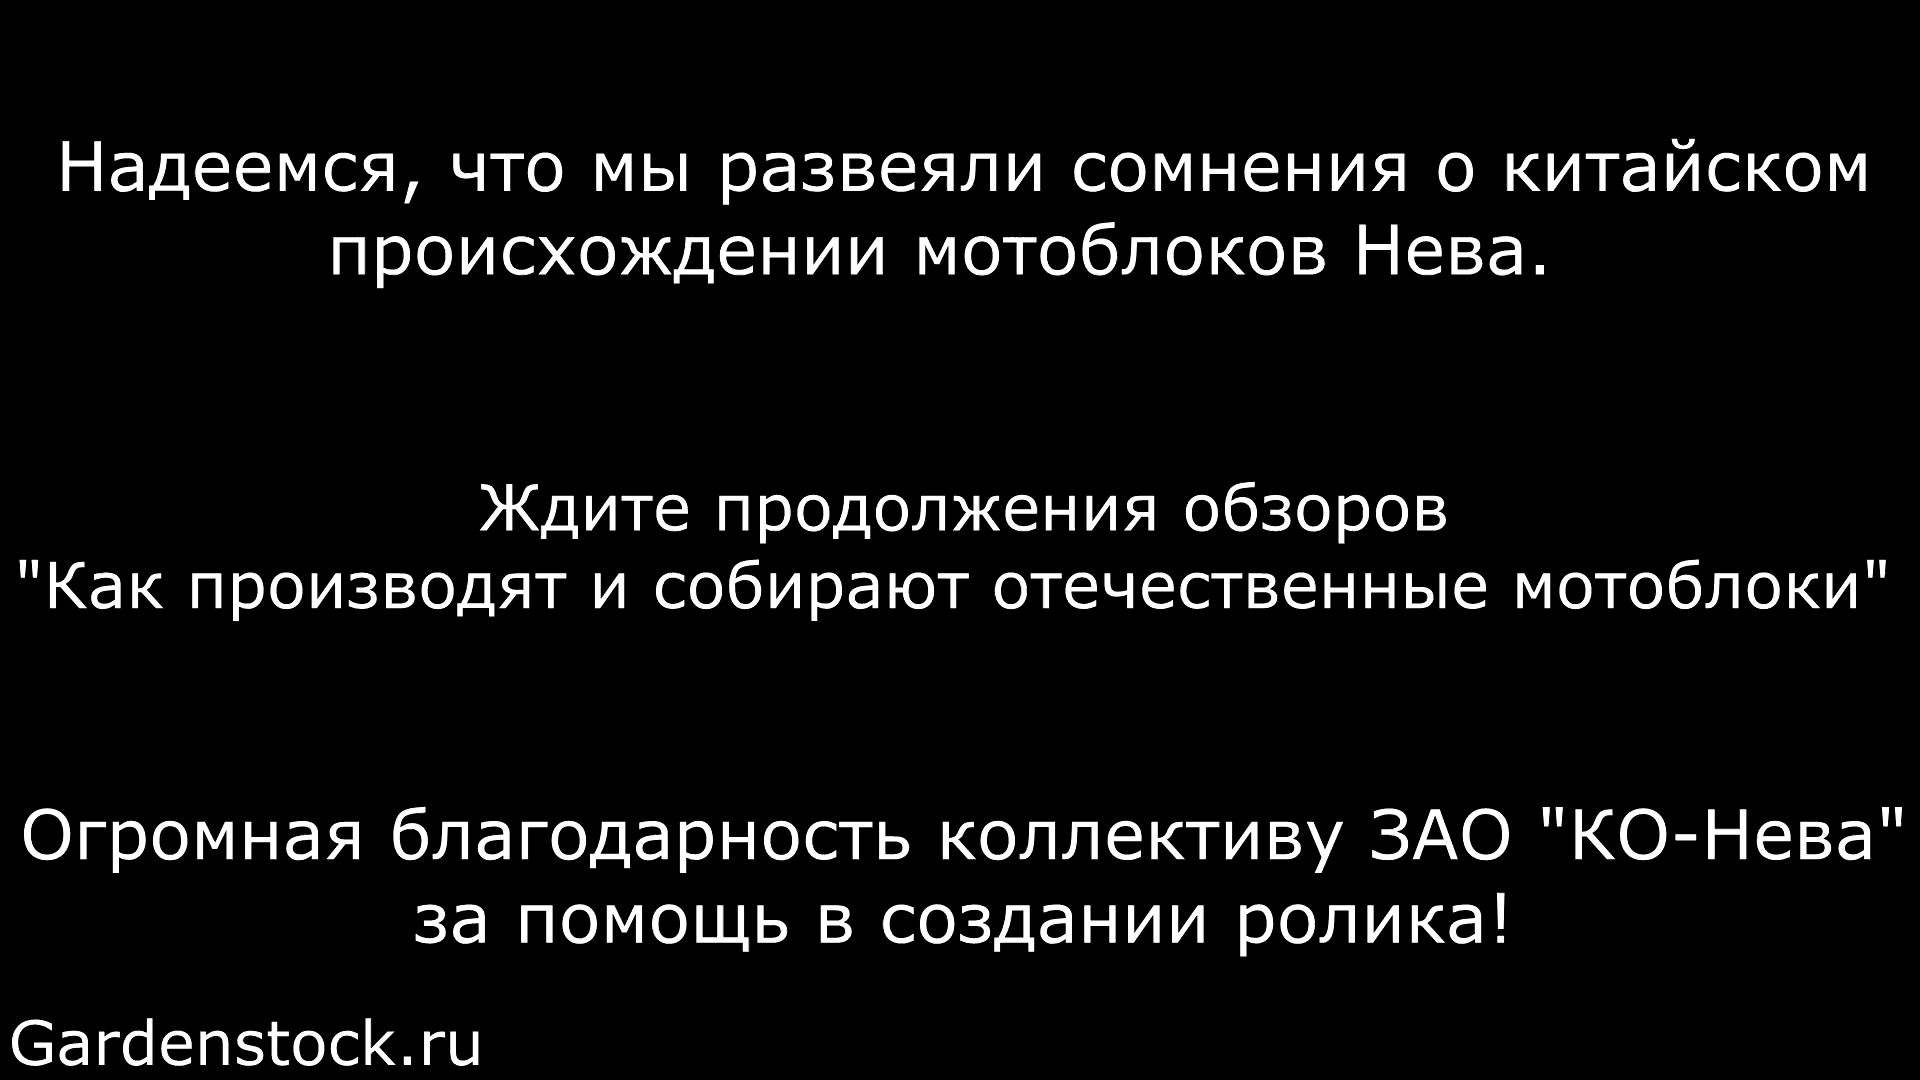 Надеемся, что мы развеяли сомнения о китайском
происхождении мотоблоков Нева.
Ждите продолжения обзоров
"Как производят и собирают отечественные мотоблоки"
Огромная благодарность коллективу ЗАО "КО-Нева"
за помощь в создании ролика!
Gardenstock.ru